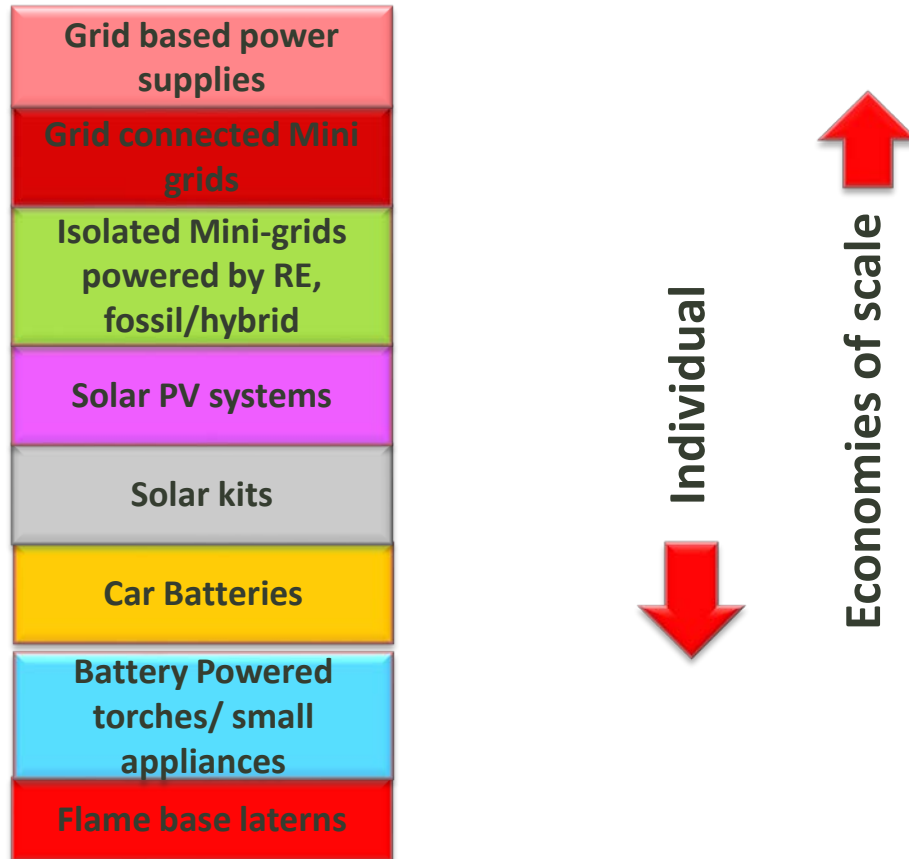 Grid based power
supplies
Grid connected Mini
grids
Isolated Mini-grids
powered by RE,
fossil/hybrid
Solar PV systems
Solar kits
Car Batteries
Battery Powered
torches/ small
appliances
Flame base laterns
Individual
Economies of scale